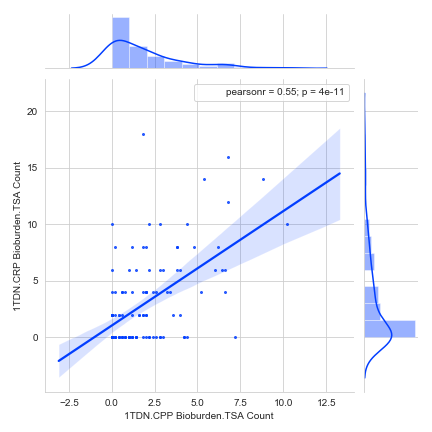 pearsonr = 0.55; p = 4e-11
20
15
10
5
0
1TDN.CRP Bioburden.TSA Count
−2.5 0.0 2.5 5.0 7.5 10.0 12.5
1TDN.CPP Bioburden.TSA Count